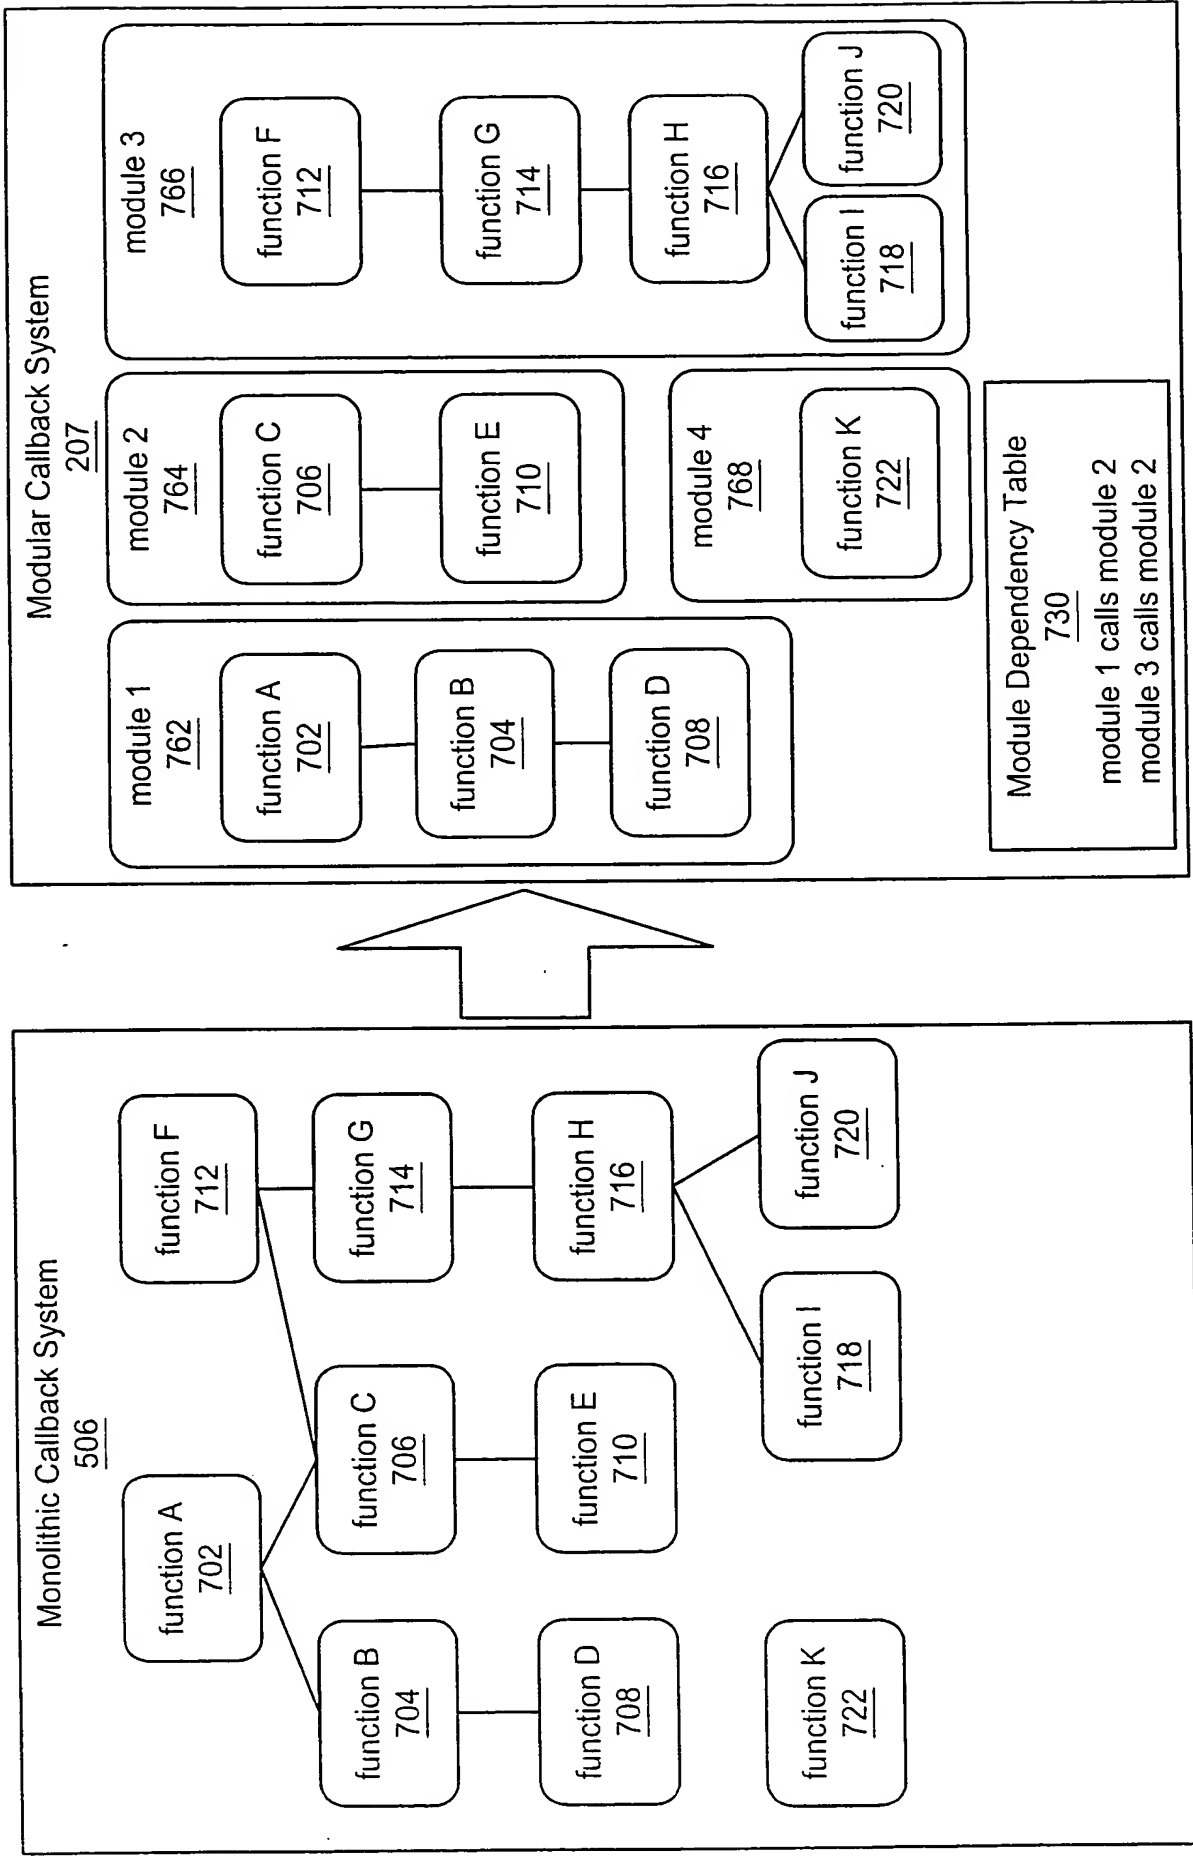 Monolithic Callback System
506
function A
702
function F
712
function B
704
function C
706
function G
714
function D
708
function E
710
function H
716
function K
722
function I
718
function J
720
Modular Callback System
207
module 1
762
function A
702
function B
704
function D
708
module 2
764
function C
706
function E
710
module 4
768
function K
722
module 3
766
function F
712
function G
714
function H
716
function I
718
function J
720
Module Dependency Table
730
module 1 calls module 2
module 3 calls module 2